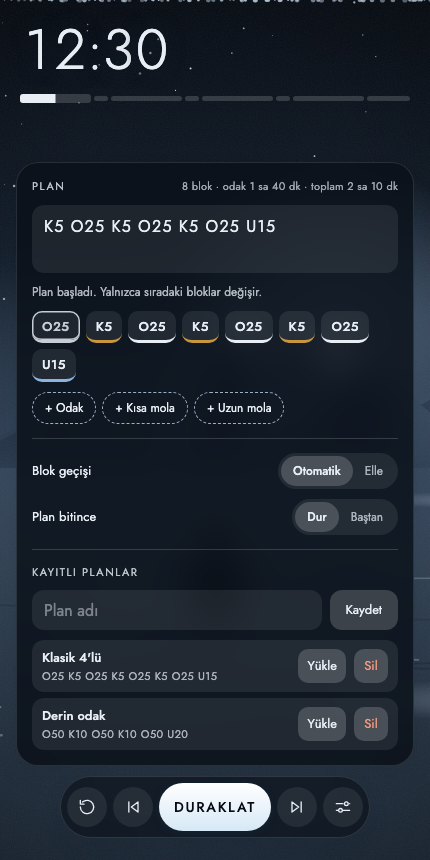 12:30
PLAN
8 blok · odak 1 sa 40 dk · toplam 2 sa 10 dk
K5 O25 K5 O25 K5 O25 U15
Plan başladı. Yalnızca sıradaki bloklar değişir.
O25 K5 O25 K5 O25 K5 O25
U15
+ Odak + Kısa mola + Uzun mola
Blok geçişi Otomatik Elle
Plan bitince Dur Baştan
KAYITLI PLANLAR
Plan adı Kaydet
Klasik 4'lü
O25 K5 O25 K5 O25 K5 O25 U15
Yükle Sil
Derin odak
O50 K10 O50 K10 O50 U20
Yükle Sil
DURAKLAT